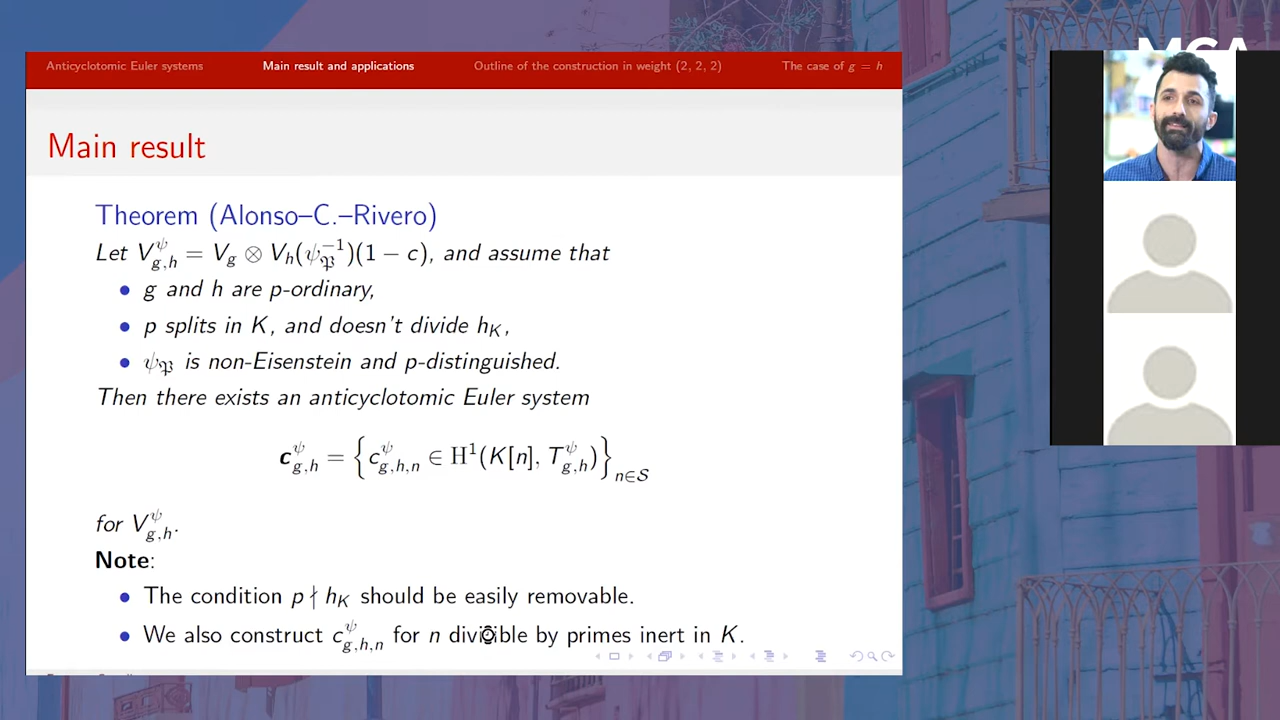 MCA
Anticyclotomic Euler systems Main result and applications Outline of the construction in weight (2, 2, 2) The case of g = h
Main result
Theorem (Alonso–C.–Rivero)
Let V^ψ_{g,h} = V_g ⊗ V_h(ψ_𝔓^{−1})(1 − c), and assume that
• g and h are p-ordinary,
• p splits in K, and doesn't divide h_K,
• ψ_𝔓 is non-Eisenstein and p-distinguished.
Then there exists an anticyclotomic Euler system
c^ψ_{g,h} = { c^ψ_{g,h,n} ∈ H^1(K[n], T^ψ_{g,h}) }_{n∈𝒮}
for V^ψ_{g,h}.
Note:
• The condition p ∤ h_K should be easily removable.
• We also construct c^ψ_{g,h,n} for n divisible by primes inert in K.